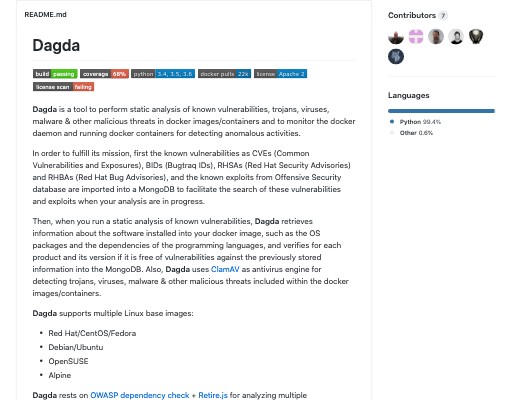 README.md
Dagda
build passing coverage 68% python 3.4, 3.5, 3.6 docker pulls 22k license Apache 2
license scan failing
Dagda is a tool to perform static analysis of known vulnerabilities, trojans, viruses,
malware & other malicious threats in docker images/containers and to monitor the docker
daemon and running docker containers for detecting anomalous activities.
In order to fulfill its mission, first the known vulnerabilities as CVEs (Common
Vulnerabilities and Exposures), BIDs (Bugtraq IDs), RHSAs (Red Hat Security Advisories)
and RHBAs (Red Hat Bug Advisories), and the known exploits from Offensive Security
database are imported into a MongoDB to facilitate the search of these vulnerabilities
and exploits when your analysis are in progress.
Then, when you run a static analysis of known vulnerabilities, Dagda retrieves
information about the software installed into your docker image, such as the OS
packages and the dependencies of the programming languages, and verifies for each
product and its version if it is free of vulnerabilities against the previously stored
information into the MongoDB. Also, Dagda uses ClamAV as antivirus engine for
detecting trojans, viruses, malware & other malicious threats included within the docker
images/containers.
Dagda supports multiple Linux base images:
• Red Hat/CentOS/Fedora
• Debian/Ubuntu
• OpenSUSE
• Alpine
Dagda rests on OWASP dependency check + Retire.js for analyzing multiple
Contributors 7
Languages
Python 99.4%
Other 0.6%